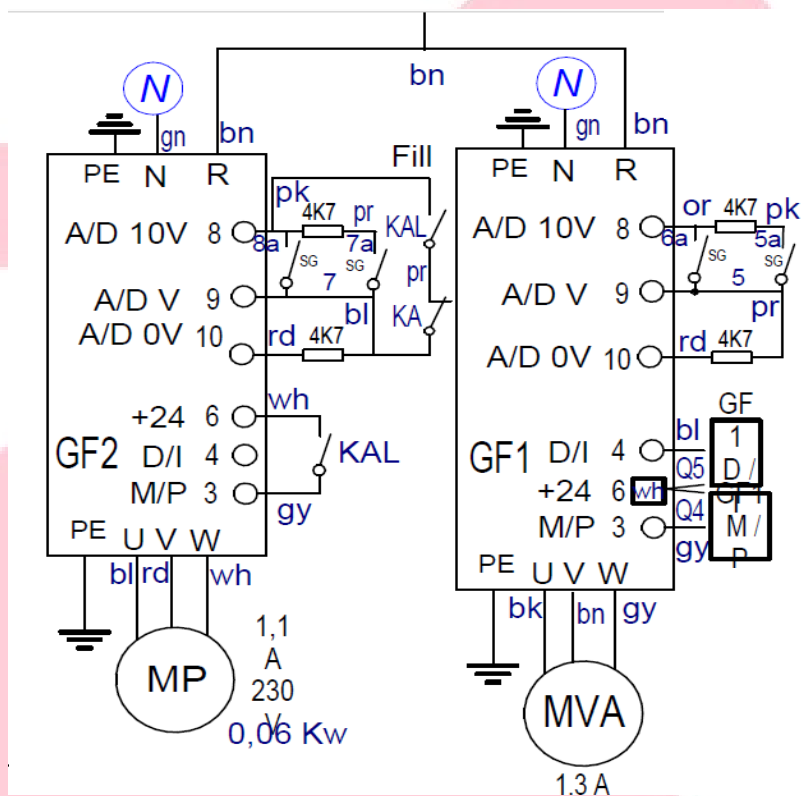 bn
N
gn
bn
PE N R
Fill
pk
4K7
pr
A/D 10V 8
8a
7a
SG
SG
KAL
7
pr
A/D V 9
bl
KA
A/D 0V 10
rd
4K7
wh
+24 6
GF2
D/I 4
KAL
M/P 3
gy
PE U V W
bl
rd
wh
MP
1,1
A
230
V
0,06 Kw
N
gn
bn
PE N R
or
4K7
pk
A/D 10V 8
6a
5a
SG
SG
5
A/D V 9
pr
A/D 0V 10
rd
4K7
GF
1
D /
bl
GF1
D/I 4
Q5
+24 6
wh
GF1
Q4
M/P 3
M /
P
gy
PE U V W
bk
bn
gy
MVA
1.3 A